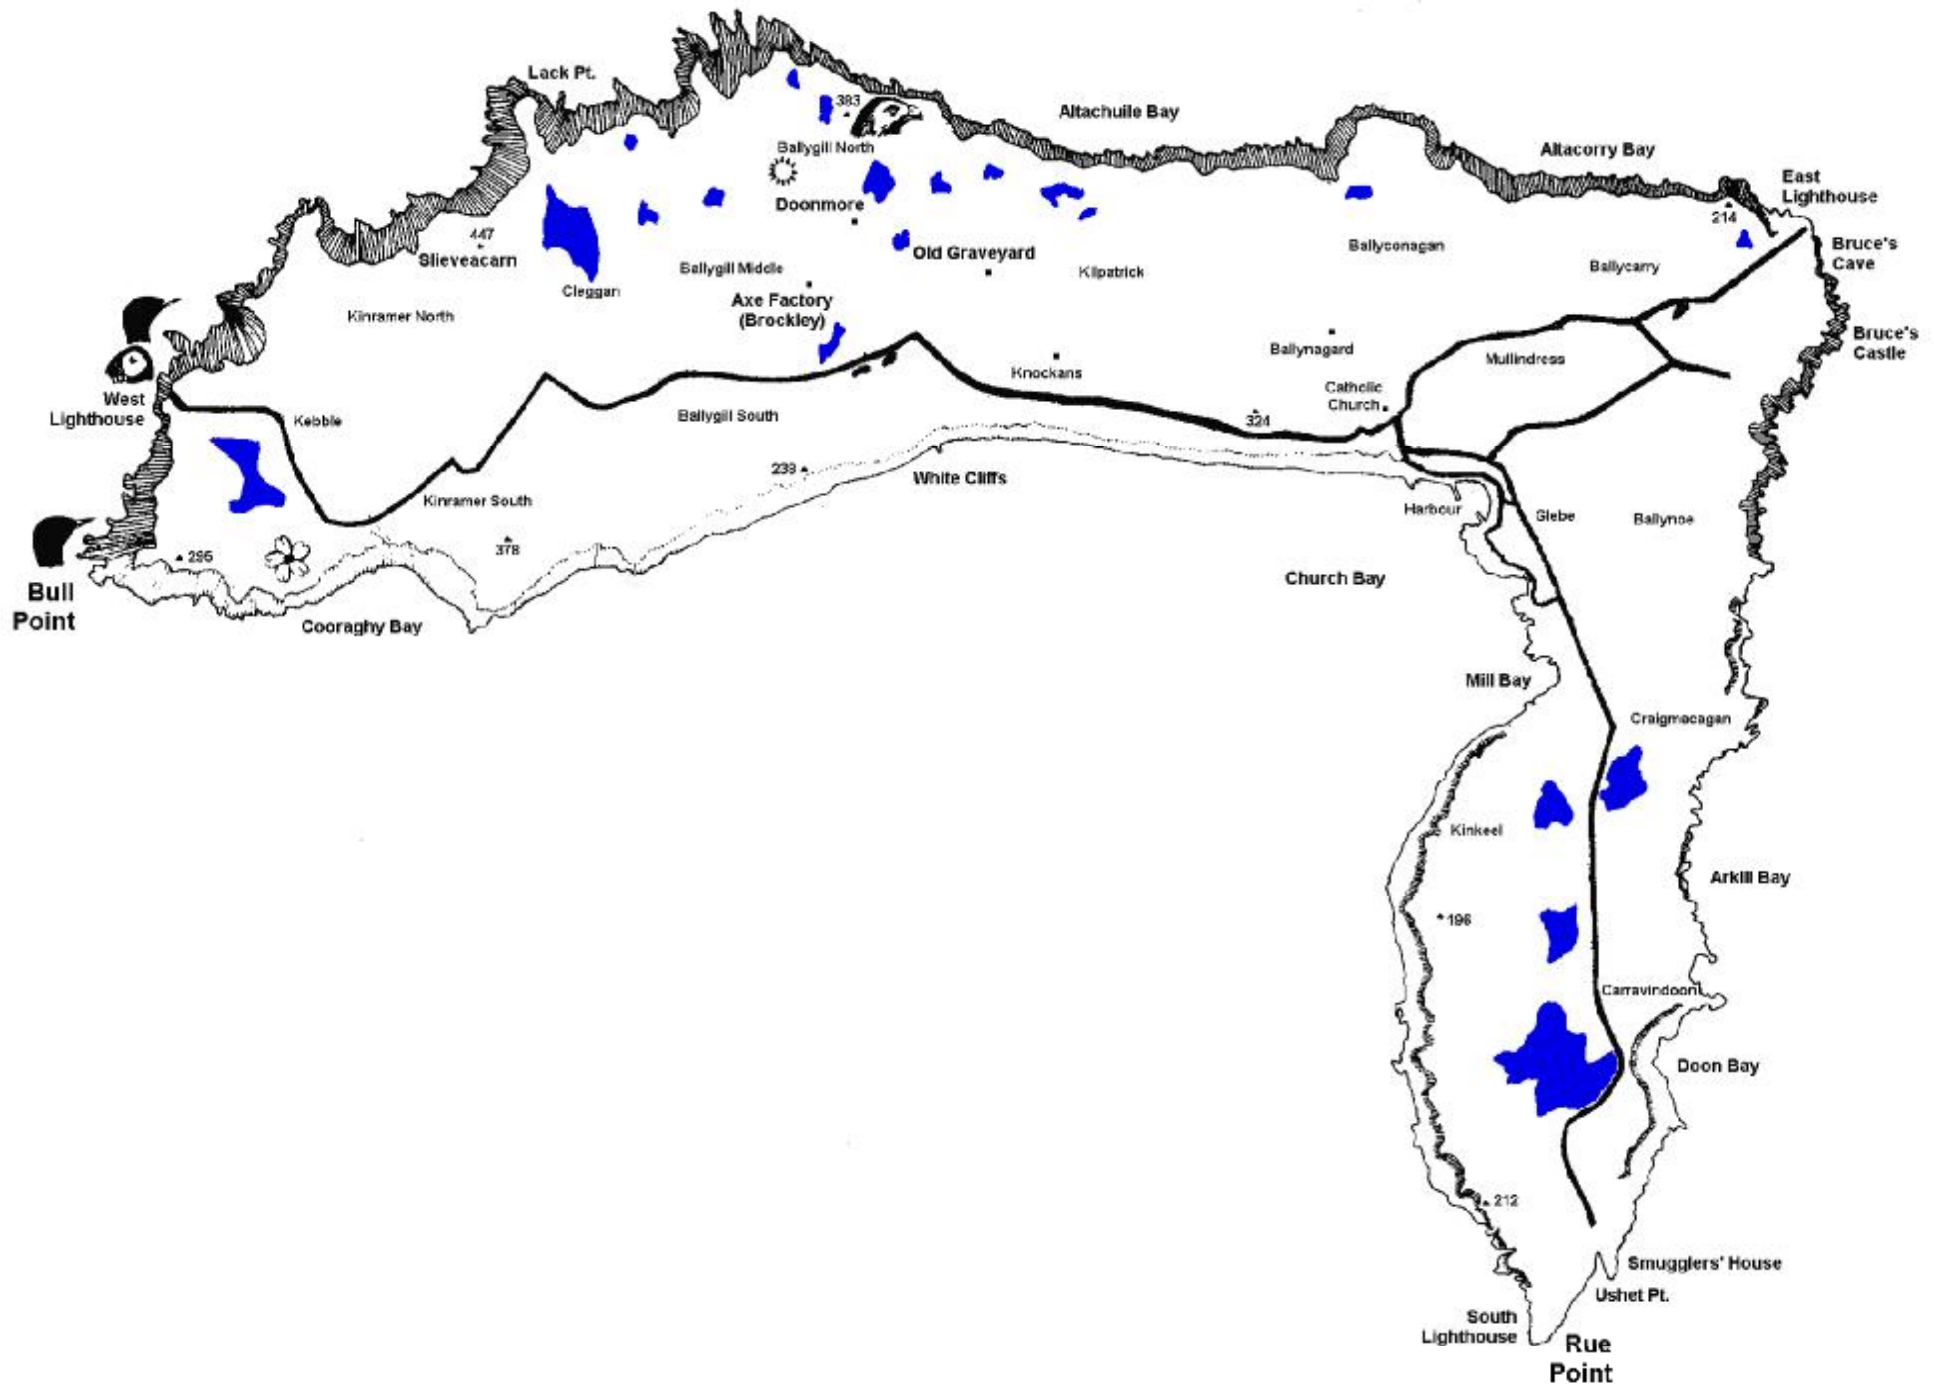 Lack Pt.
383
Altachuile Bay
Ballygill North
Altacorry Bay
East
Lighthouse
214
Doonmore
447
Slieveacarn
Old Graveyard
Ballyconagan
Bruce's
Cave
Ballygill Middle
Kilpatrick
Ballycarry
Cleggan
Axe Factory
(Brockley)
Kinramer North
Bruce's
Castle
Ballynagard
Mullindress
Knockans
West
Lighthouse
Catholic
Church
Kebble
Ballygill South
324
239
White Cliffs
Kinramer South
Harbour
Glebe
Ballynoe
378
295
Church Bay
Bull
Point
Cooraghy Bay
Mill Bay
Craigmacagan
Kinkeel
Arkill Bay
196
Carravindoon
Doon Bay
212
Smugglers' House
Ushet Pt.
South
Lighthouse
Rue
Point